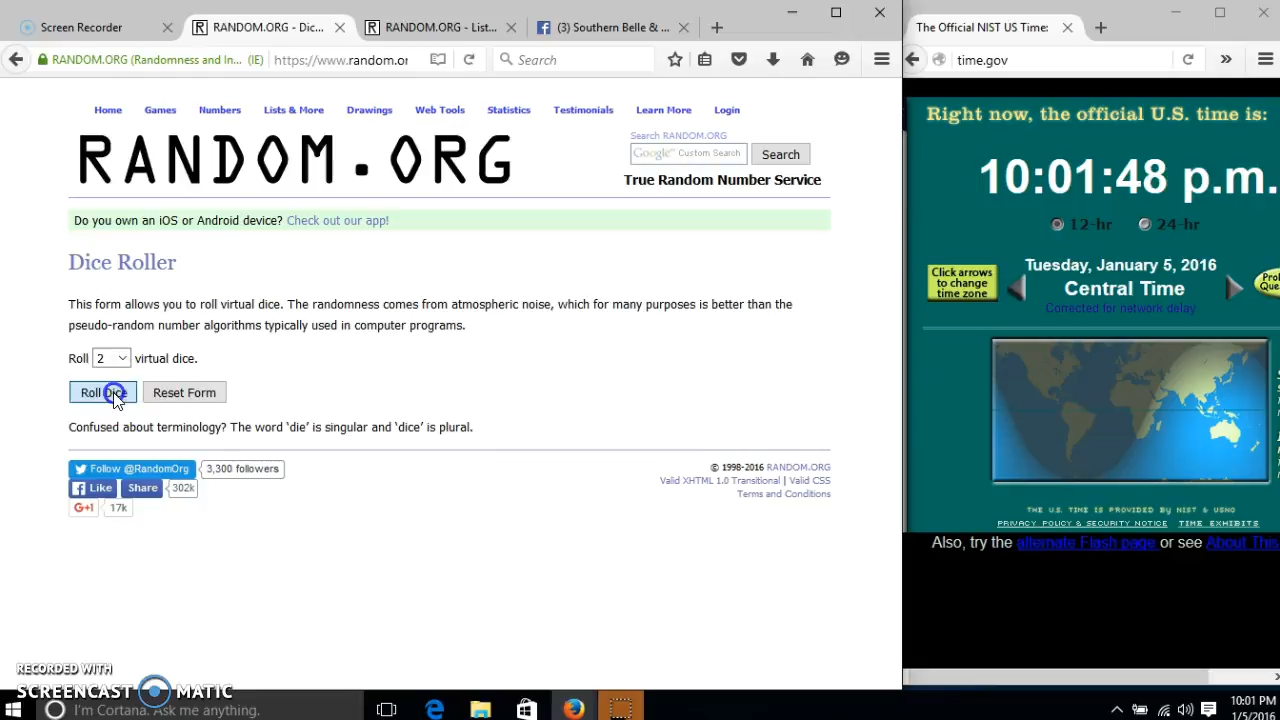 Screen Recorder
RANDOM.ORG - Dic...
RANDOM.ORG - List...
(3) Southern Belle & ...
RANDOM.ORG (Randomness and In... (IE)
https://www.random.or
Search
Home Games Numbers Lists & More Drawings Web Tools Statistics Testimonials Learn More Login
RANDOM.ORG
Search RANDOM.ORG
Google™ Custom Search
Search
True Random Number Service
Do you own an iOS or Android device? Check out our app!
Dice Roller
This form allows you to roll virtual dice. The randomness comes from atmospheric noise, which for many purposes is better than the
pseudo-random number algorithms typically used in computer programs.
Roll 2 virtual dice.
Roll Dice Reset Form
Confused about terminology? The word ‘die’ is singular and ‘dice’ is plural.
Follow @RandomOrg 3,300 followers
Like Share 302k
G+1 17k
© 1998-2016 RANDOM.ORG
Valid XHTML 1.0 Transitional | Valid CSS
Terms and Conditions
RECORDED WITH
SCREENCAST MATIC
I'm Cortana. Ask me anything.
The Official NIST US Time:
time.gov
Right now, the official U.S. time is:
10:01:48 p.m.
12-hr 24-hr
Click arrows
to change
time zone
Tuesday, January 5, 2016
Central Time
Corrected for network delay
THE U.S. TIME IS PROVIDED BY NIST & USNO
PRIVACY POLICY & SECURITY NOTICE TIME EXHIBITS
Also, try the alternate Flash page or see About This
10:01 PM
1/5/2016